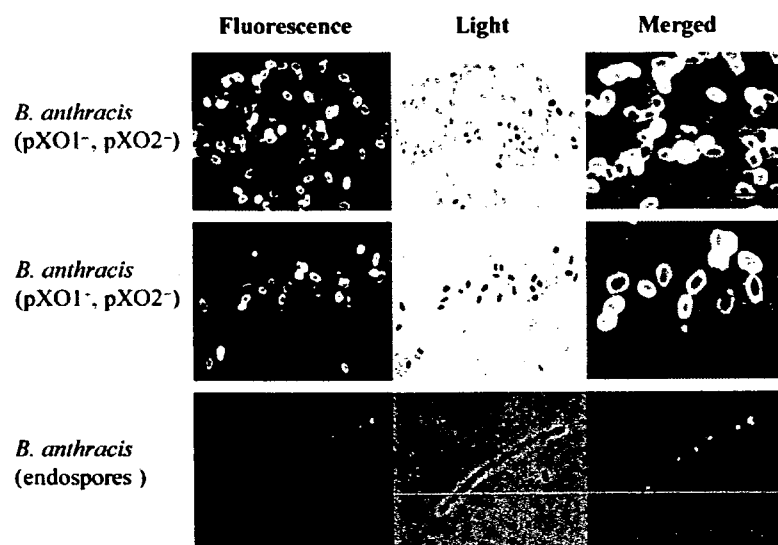 Fluorescence Light Merged
B. anthracis
(pXO1⁻, pXO2⁻)
B. anthracis
(pXO1⁺, pXO2⁻)
B. anthracis
(endospores )